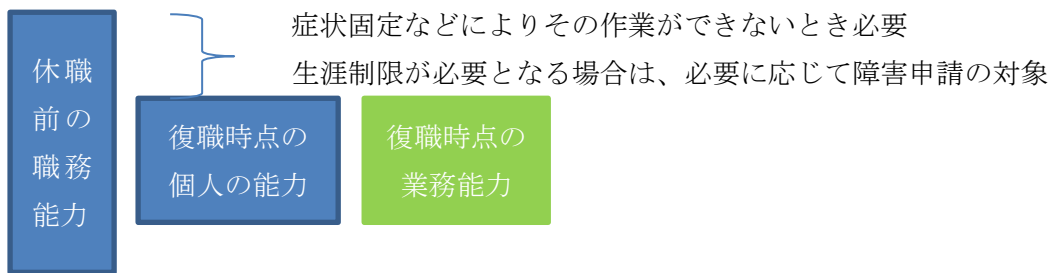 症状固定などによりその作業ができないとき必要
生涯制限が必要となる場合は、必要に応じて障害申請の対象
休職
前の
職務
能力
復職時点の
個人の能力
復職時点の
業務能力